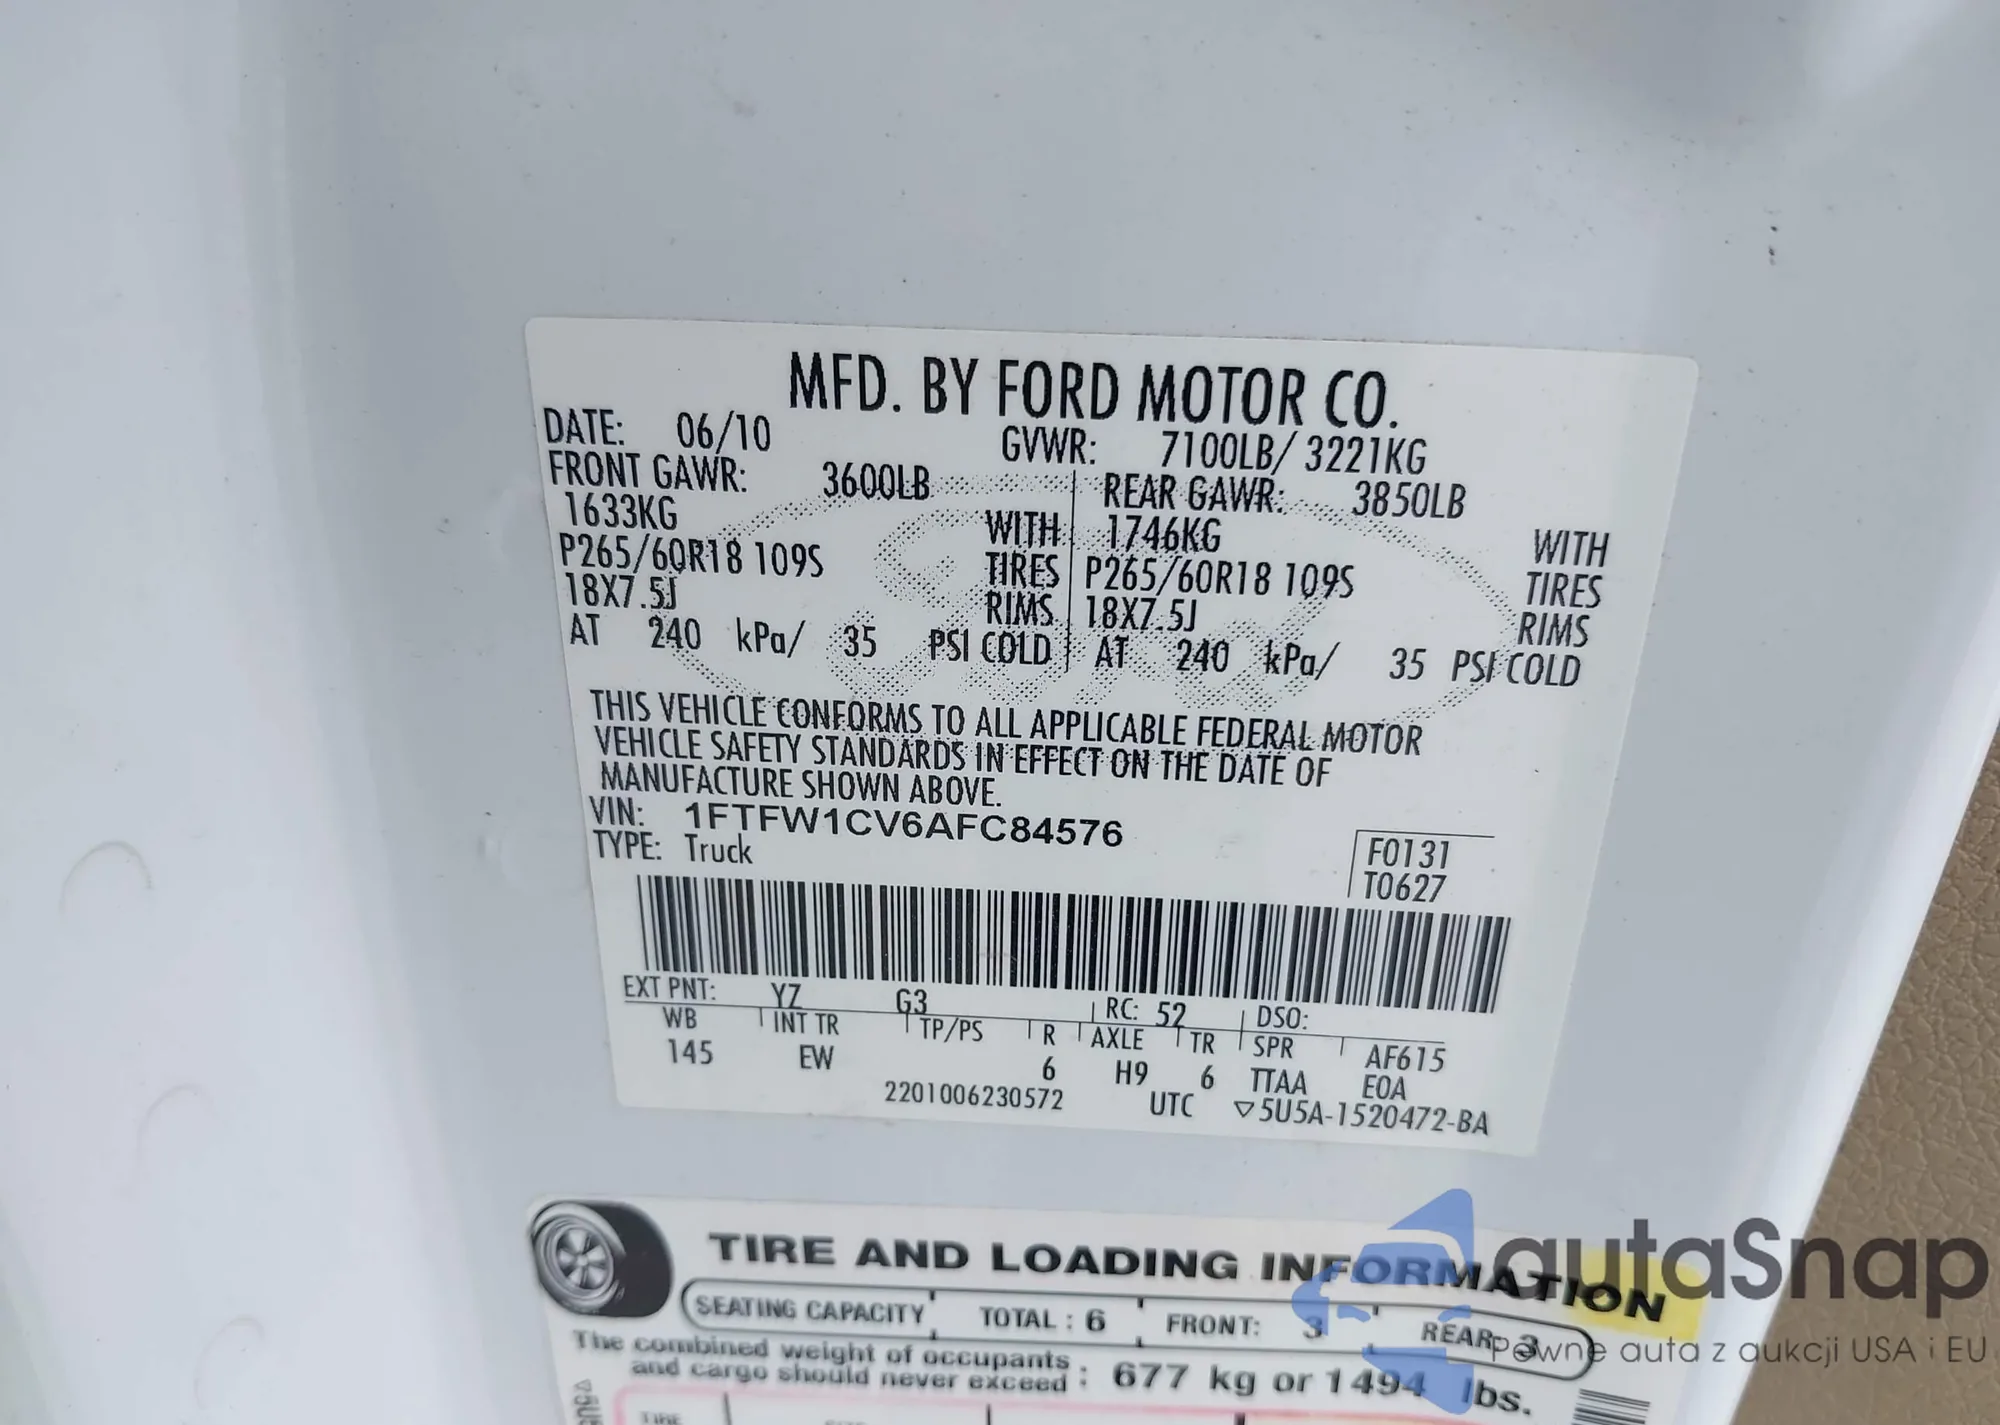 MFD. BY FORD MOTOR CO.
DATE: 06/10 GVWR: 7100LB/ 3221KG
FRONT GAWR: 3600LB REAR GAWR: 3850LB
1633KG WITH 1746KG WITH
P265/60R18 109S TIRES P265/60R18 109S TIRES
18X7.5J RIMS 18X7.5J RIMS
AT 240 kPa/ 35 PSI COLD AT 240 kPa/ 35 PSI COLD
THIS VEHICLE CONFORMS TO ALL APPLICABLE FEDERAL MOTOR
VEHICLE SAFETY STANDARDS IN EFFECT ON THE DATE OF
MANUFACTURE SHOWN ABOVE.
VIN: 1FTFW1CV6AFC84576
TYPE: Truck
F0131
T0627
EXT PNT: YZ G3 RC: 52 DSO:
WB INT TR TP/PS R AXLE TR SPR AF615
145 EW 6 H9 6 TTAA E0A
2201006230572 UTC ▽5U5A-1520472-BA
TIRE AND LOADING INFORMATION
SEATING CAPACITY TOTAL : 6 FRONT: 3 REAR: 3
The combined weight of occupants
and cargo should never exceed : 677 kg or 1494 lbs.
TIRE
autaSnap
Pewne auta z aukcji USA i EU